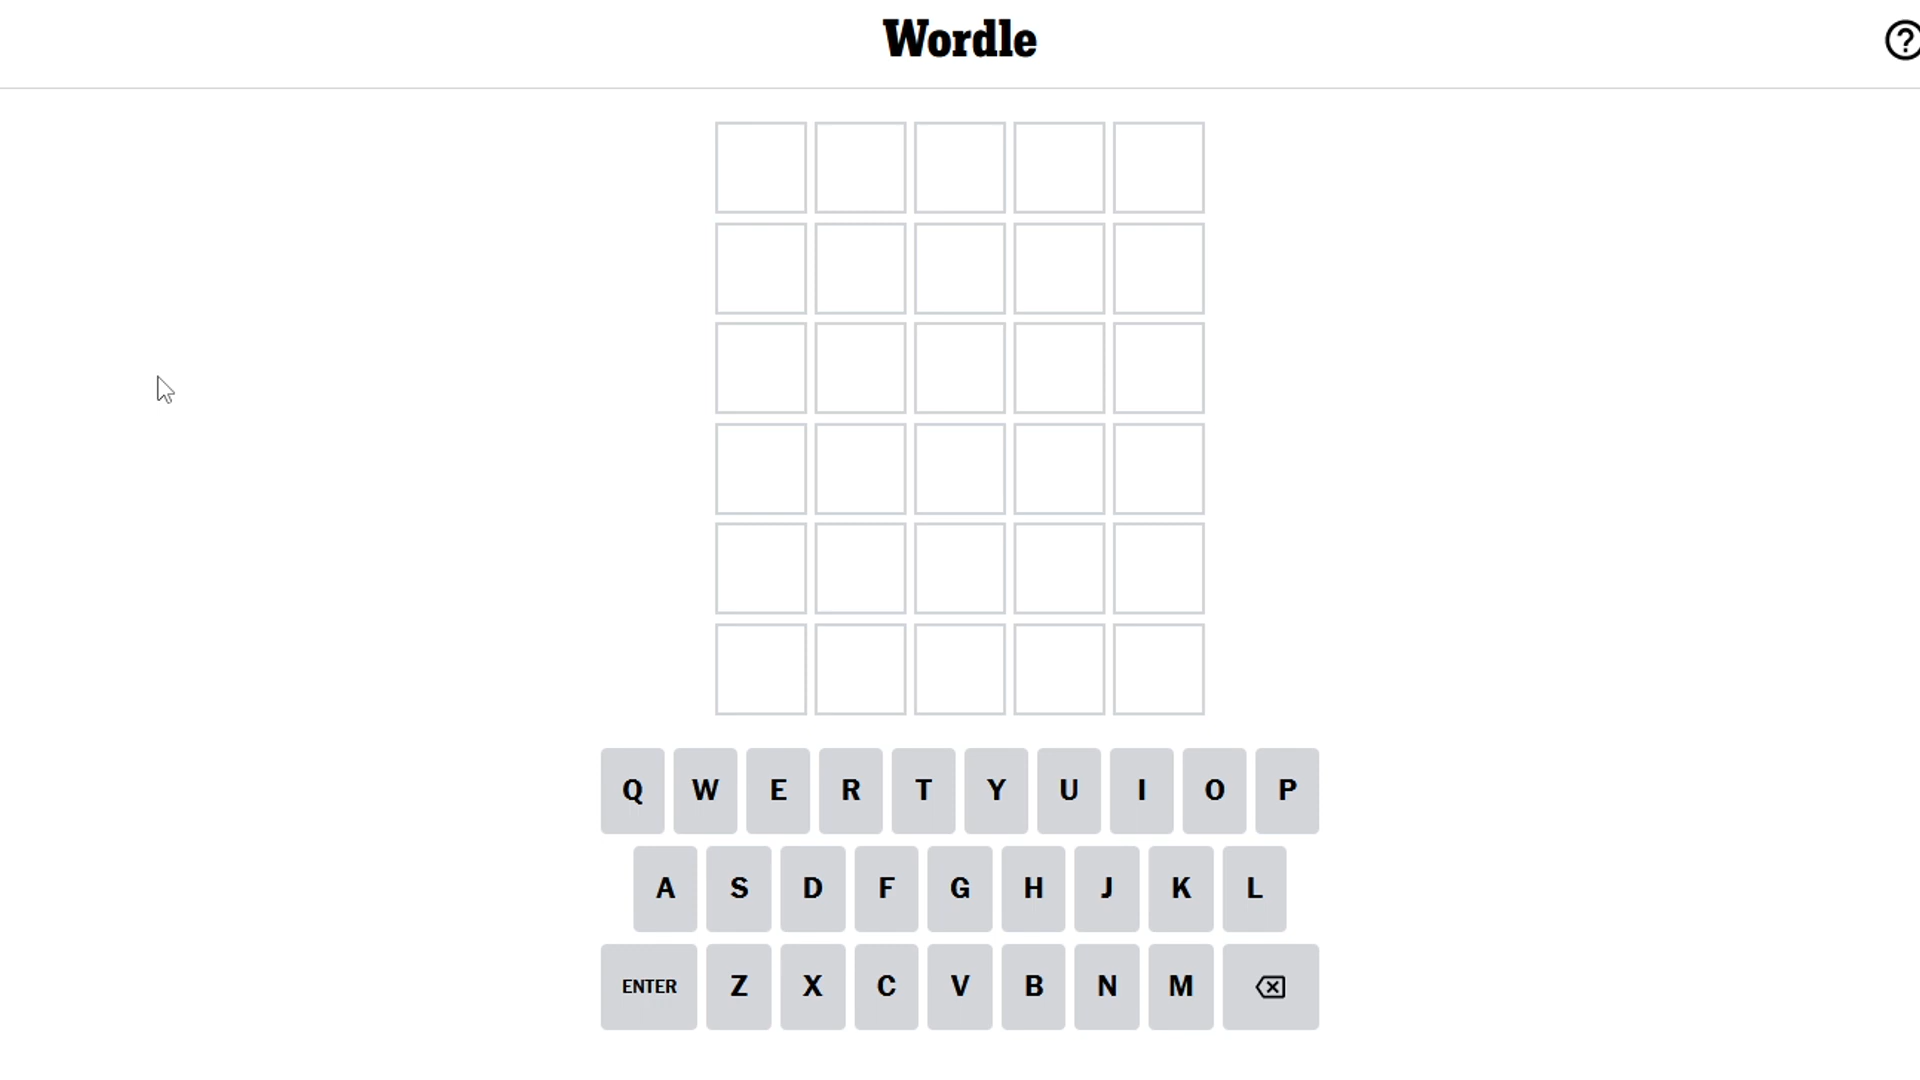 Wordle
?
Q W E R T Y U I O P
A S D F G H J K L
ENTER Z X C V B N M